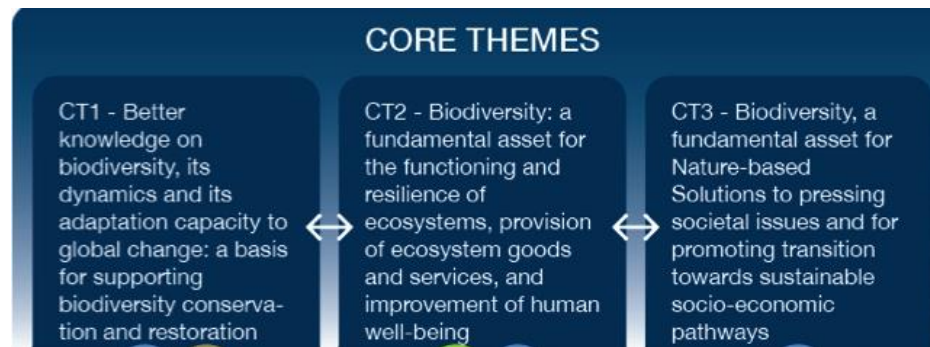 CORE THEMES
CT1 - Better
knowledge on
biodiversity, its
dynamics and its
adaptation capacity to
global change: a basis
for supporting
biodiversity conserva-
tion and restoration
CT2 - Biodiversity: a
fundamental asset for
the functioning and
resilience of
ecosystems, provision
of ecosystem goods
and services, and
improvement of human
well-being
CT3 - Biodiversity, a
fundamental asset for
Nature-based
Solutions to pressing
societal issues and for
promoting transition
towards sustainable
socio-economic
pathways